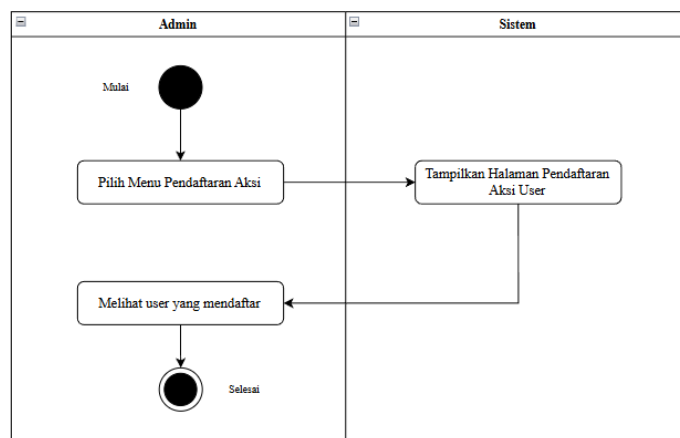 Admin
Sistem
Mulai
Pilih Menu Pendaftaran Aksi
Tampilkan Halaman Pendaftaran
Aksi User
Melihat user yang mendaftar
Selesai